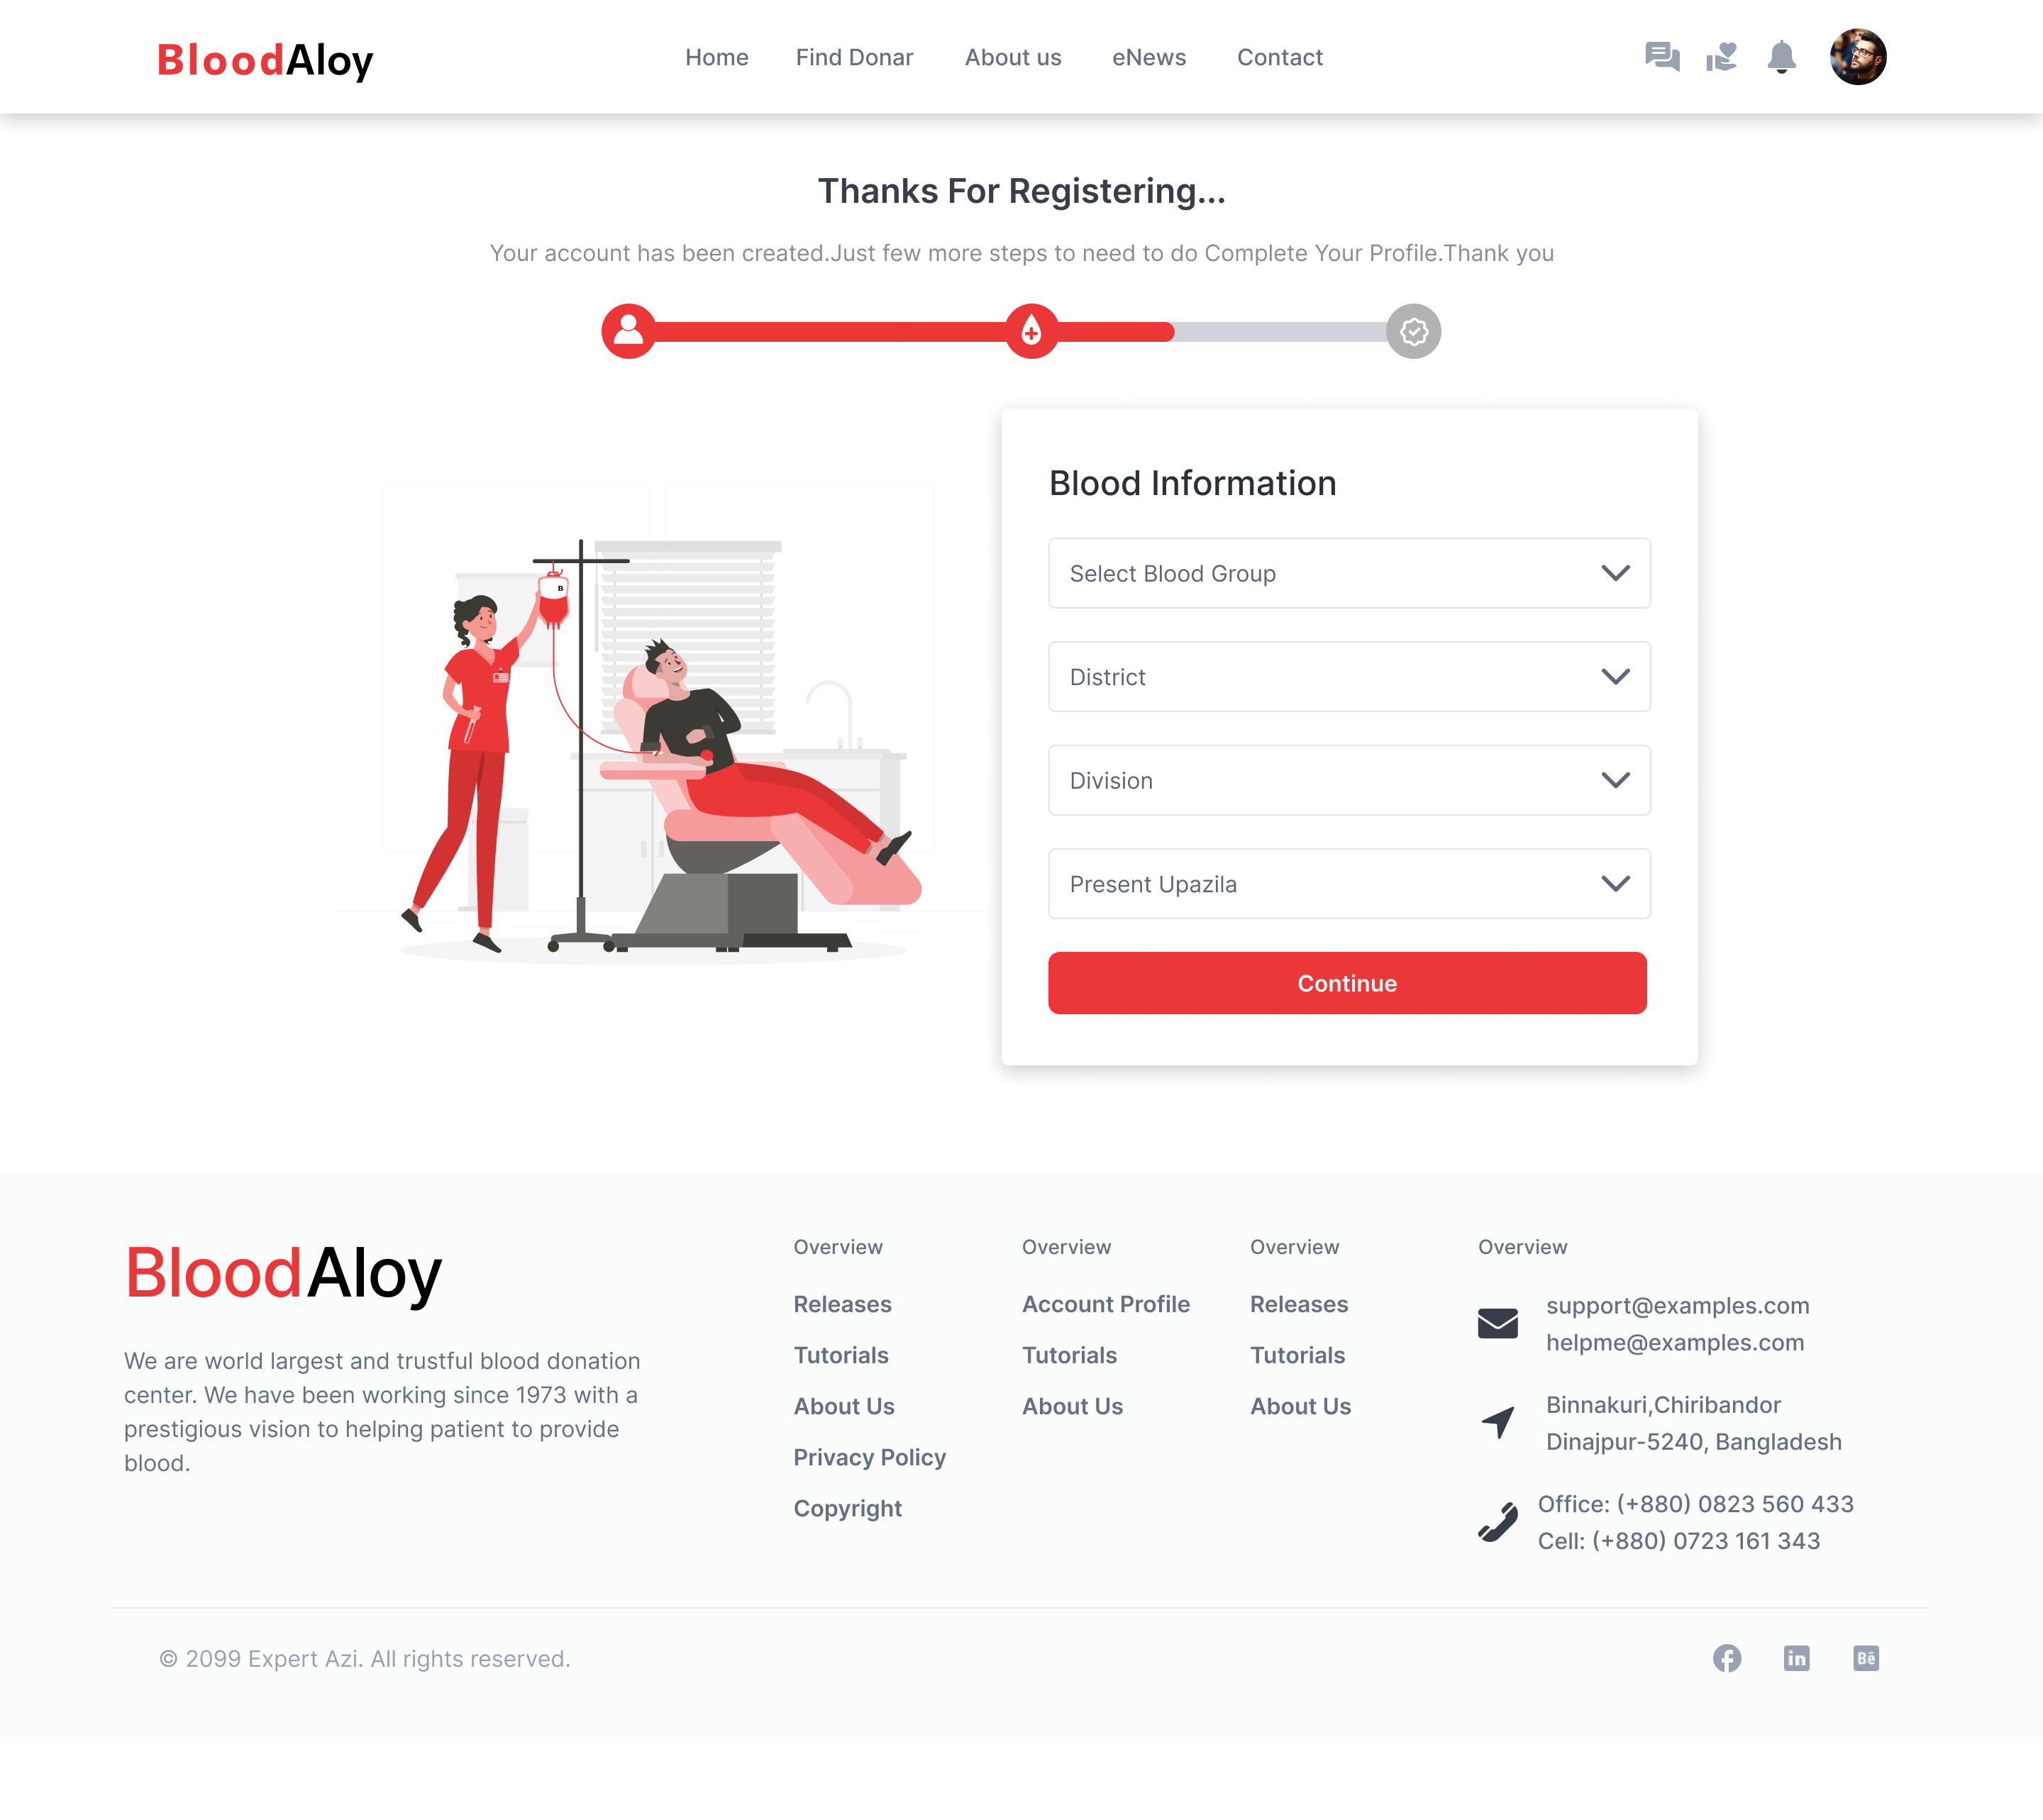 BloodAloy
Home Find Donar About us eNews Contact
Thanks For Registering...
Your account has been created.Just few more steps to need to do Complete Your Profile.Thank you
B
Blood Information
Select Blood Group
District
Division
Present Upazila
Continue
BloodAloy
We are world largest and trustful blood donation
center. We have been working since 1973 with a
prestigious vision to helping patient to provide
blood.
Overview
Releases
Tutorials
About Us
Privacy Policy
Copyright
Overview
Account Profile
Tutorials
About Us
Overview
Releases
Tutorials
About Us
Overview
support@examples.com
helpme@examples.com
Binnakuri,Chiribandor
Dinajpur-5240, Bangladesh
Office: (+880) 0823 560 433
Cell: (+880) 0723 161 343
© 2099 Expert Azi. All rights reserved.
in
Bē